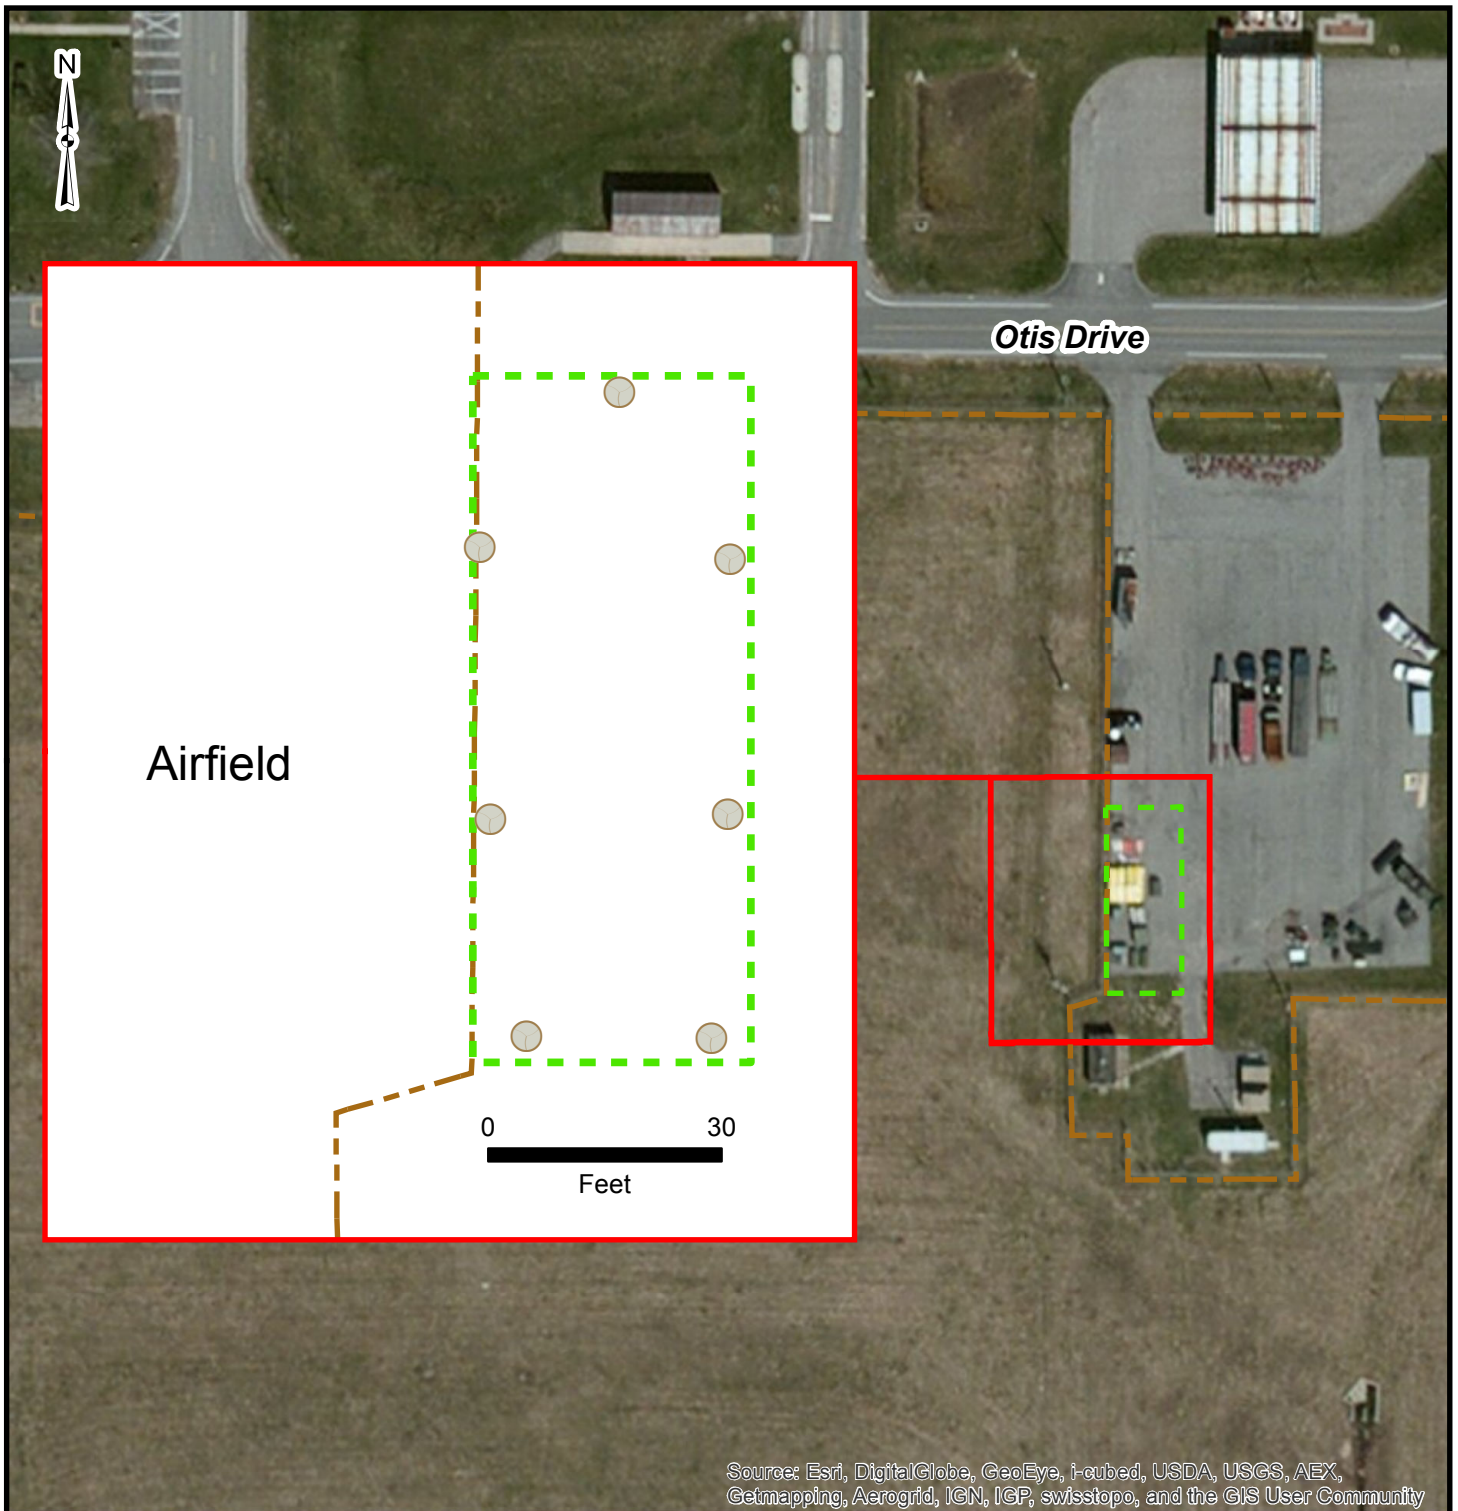 N
Otis Drive
Airfield
0 30
Feet
Source: Esri, DigitalGlobe, GeoEye, i-cubed, USDA, USGS, AEX,
Getmapping, Aerogrid, IGN, IGP, swisstopo, and the GIS User Community